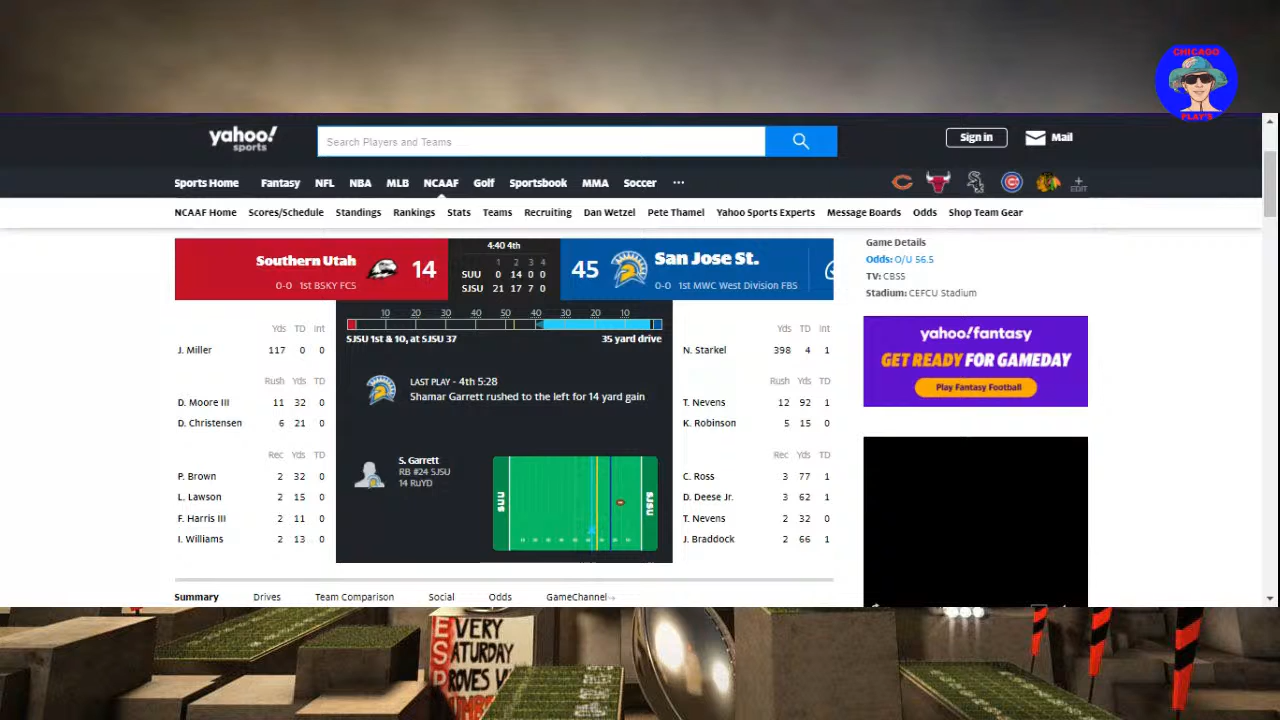 CHICAGO
PLAY'S
yahoo!
sports
Search Players and Teams ...
Sign in
Mail
Sports Home
Fantasy
NFL
NBA
MLB
NCAAF
Golf
Sportsbook
MMA
Soccer
...
+
EDIT
NCAAF Home
Scores/Schedule
Standings
Rankings
Stats
Teams
Recruiting
Dan Wetzel
Pete Thamel
Yahoo Sports Experts
Message Boards
Odds
Shop Team Gear
Southern Utah
0-0 1st BSKY FCS
14
4:40 4th
1 2 3 4
SUU 0 14 0 0
SJSU 21 17 7 0
45
San Jose St.
0-0 1st MWC West Division FBS
Game Details
Odds: O/U 56.5
TV: CBSS
Stadium: CEFCU Stadium
Yds TD Int
J. Miller 117 0 0
Rush Yds TD
D. Moore III 11 32 0
D. Christensen 6 21 0
Rec Yds TD
P. Brown 2 32 0
L. Lawson 2 15 0
F. Harris III 2 11 0
I. Williams 2 13 0
10 20 30 40 50 40 30 20 10
SJSU 1st & 10, at SJSU 37
35 yard drive
LAST PLAY - 4th 5:28
Shamar Garrett rushed to the left for 14 yard gain
S. Garrett
RB #24 SJSU
14 RuYD
SUU
SJSU
Yds TD Int
N. Starkel 398 4 1
Rush Yds TD
T. Nevens 12 92 1
K. Robinson 5 15 0
Rec Yds TD
C. Ross 3 77 1
D. Deese Jr. 3 62 1
T. Nevens 2 32 0
J. Braddock 2 66 1
yahoo!fantasy
GET READY FOR GAMEDAY
Play Fantasy Football
Summary
Drives
Team Comparison
Social
Odds
GameChannel
EVERY
SATURDAY
PROVES